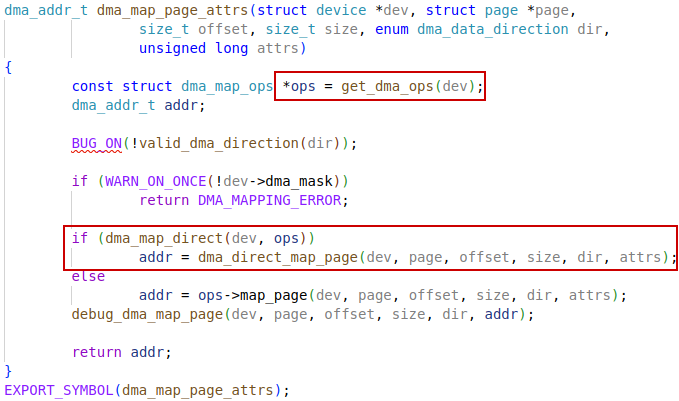 dma_addr_t dma_map_page_attrs(struct device *dev, struct page *page,
size_t offset, size_t size, enum dma_data_direction dir,
unsigned long attrs)
{
const struct dma_map_ops *ops = get_dma_ops(dev);
dma_addr_t addr;
BUG_ON(!valid_dma_direction(dir));
if (WARN_ON_ONCE(!dev->dma_mask))
return DMA_MAPPING_ERROR;
if (dma_map_direct(dev, ops))
addr = dma_direct_map_page(dev, page, offset, size, dir, attrs);
else
addr = ops->map_page(dev, page, offset, size, dir, attrs);
debug_dma_map_page(dev, page, offset, size, dir, addr);
return addr;
}
EXPORT_SYMBOL(dma_map_page_attrs);